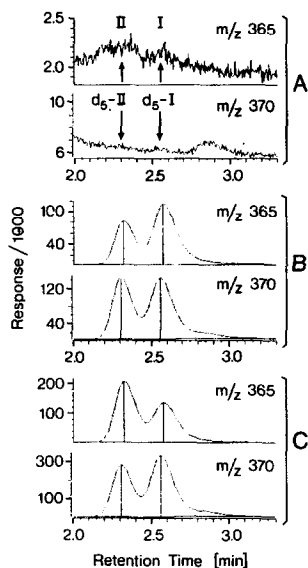 II I
m/z 365
2.5
2.0
d₅-II d₅-I
m/z 370
10
6
2.0 2.5 3.0
A
m/z 365
100
40
m/z 370
120
40
2.0 2.5 3.0
B
m/z 365
200
100
m/z 370
300
100
2.0 2.5 3.0
C
Response/1900
Retention Time [min]